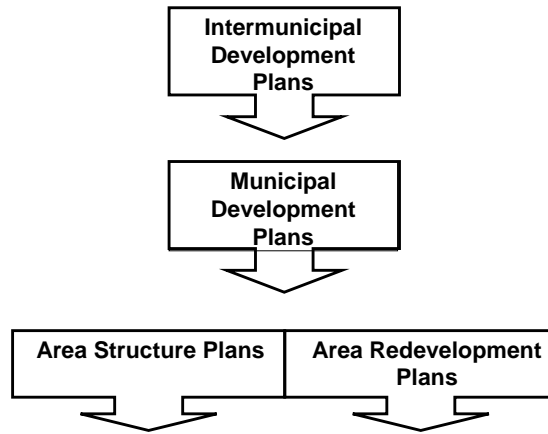 Intermunicipal
Development
Plans
Municipal
Development
Plans
Area Structure Plans
Area Redevelopment
Plans